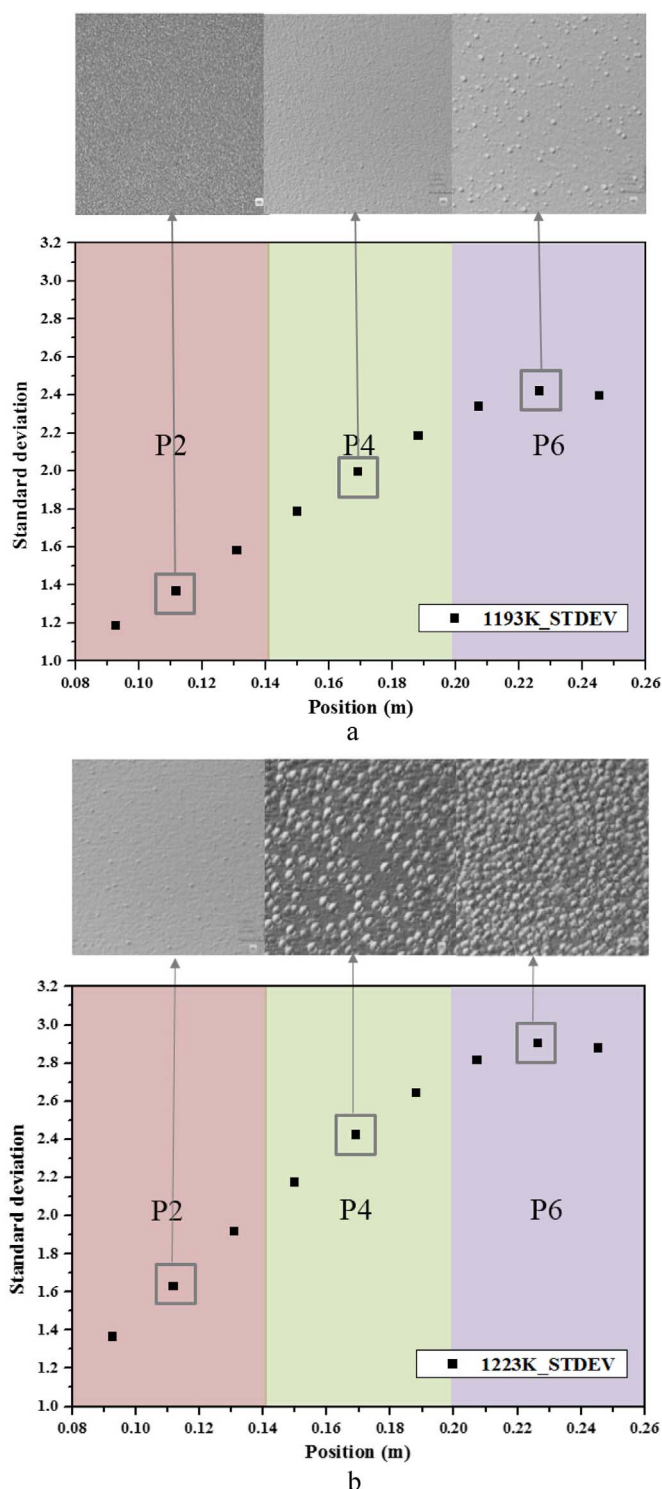 3.2
3.0
2.8
2.6
2.4
2.2
2.0
1.8
1.6
1.4
1.2
1.0
Standard deviation
P2
P4
P6
1193K_STDEV
0.08 0.10 0.12 0.14 0.16 0.18 0.20 0.22 0.24 0.26
Position (m)
a
3.2
3.0
2.8
2.6
2.4
2.2
2.0
1.8
1.6
1.4
1.2
1.0
Standard deviation
P2
P4
P6
1223K_STDEV
0.08 0.10 0.12 0.14 0.16 0.18 0.20 0.22 0.24 0.26
Position (m)
b